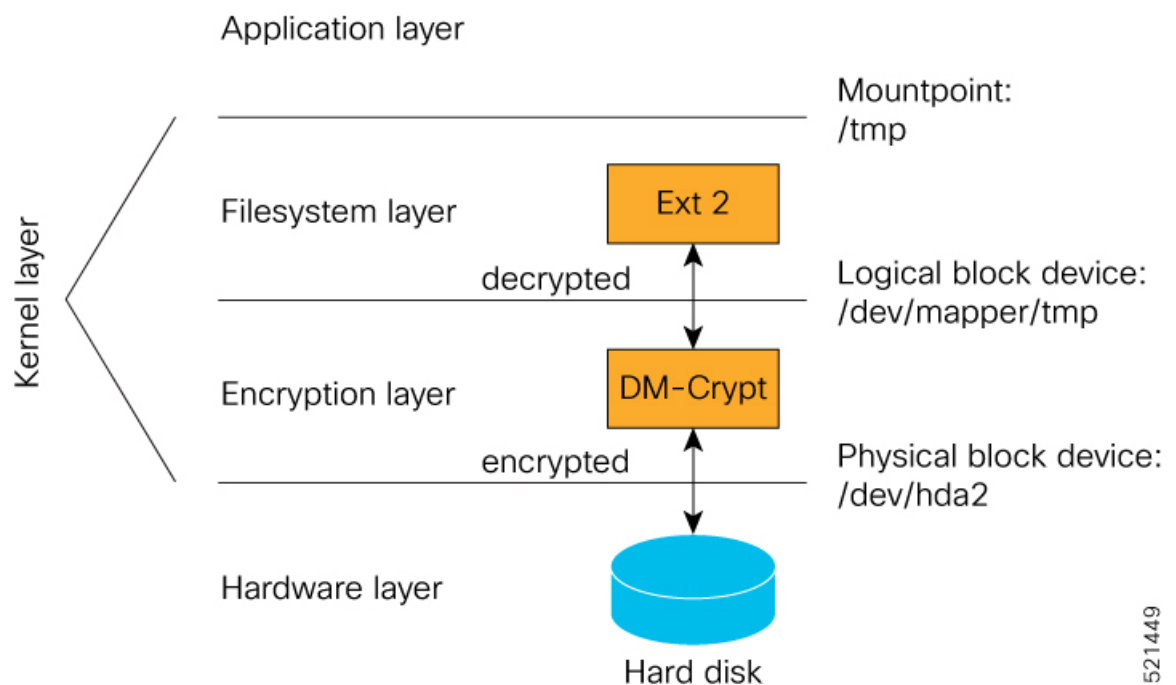 Application layer
Mountpoint:
/tmp
Kernel layer
Filesystem layer
Ext 2
decrypted
Logical block device:
/dev/mapper/tmp
Encryption layer
DM-Crypt
encrypted
Physical block device:
/dev/hda2
Hardware layer
Hard disk
521449